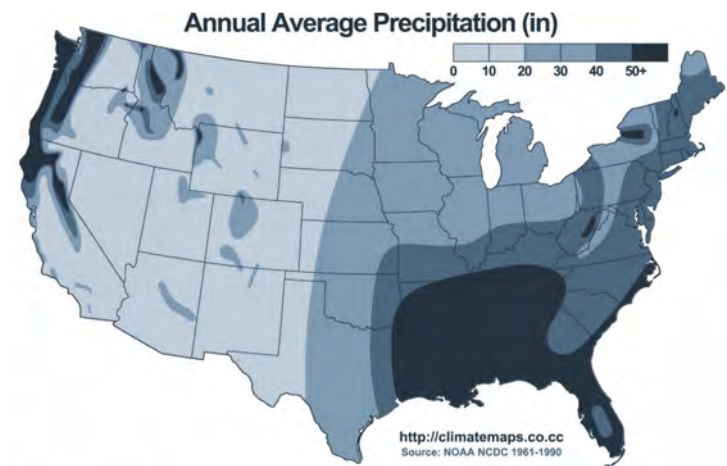 Annual Average Precipitation (in)
0 10 20 30 40 50+
http://climatemaps.co.cc
Source: NOAA NCDC 1961-1990